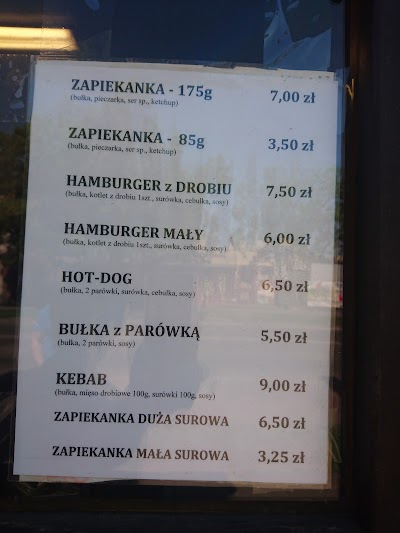 ZAPIEKANKA - 175g 7,00 zł
(bułka, pieczarka, ser sp., ketchup)
ZAPIEKANKA - 85g 3,50 zł
(bułka, pieczarka, ser sp., ketchup)
HAMBURGER z DROBIU 7,50 zł
(bułka, kotlet z drobiu 1szt., surówka, cebulka, sosy)
HAMBURGER MAŁY 6,00 zł
(bułka, kotlet z drobiu 1szt., surówka, cebulka, sosy)
HOT-DOG 6,50 zł
(bułka, 2 parówki, surówka, cebulka, sosy)
BUŁKA z PARÓWKĄ 5,50 zł
(bułka, 2 parówki, sosy)
KEBAB 9,00 zł
(bułka, mięso drobiowe 100g, surówki 100g, sosy)
ZAPIEKANKA DUŻA SUROWA 6,50 zł
ZAPIEKANKA MAŁA SUROWA 3,25 zł